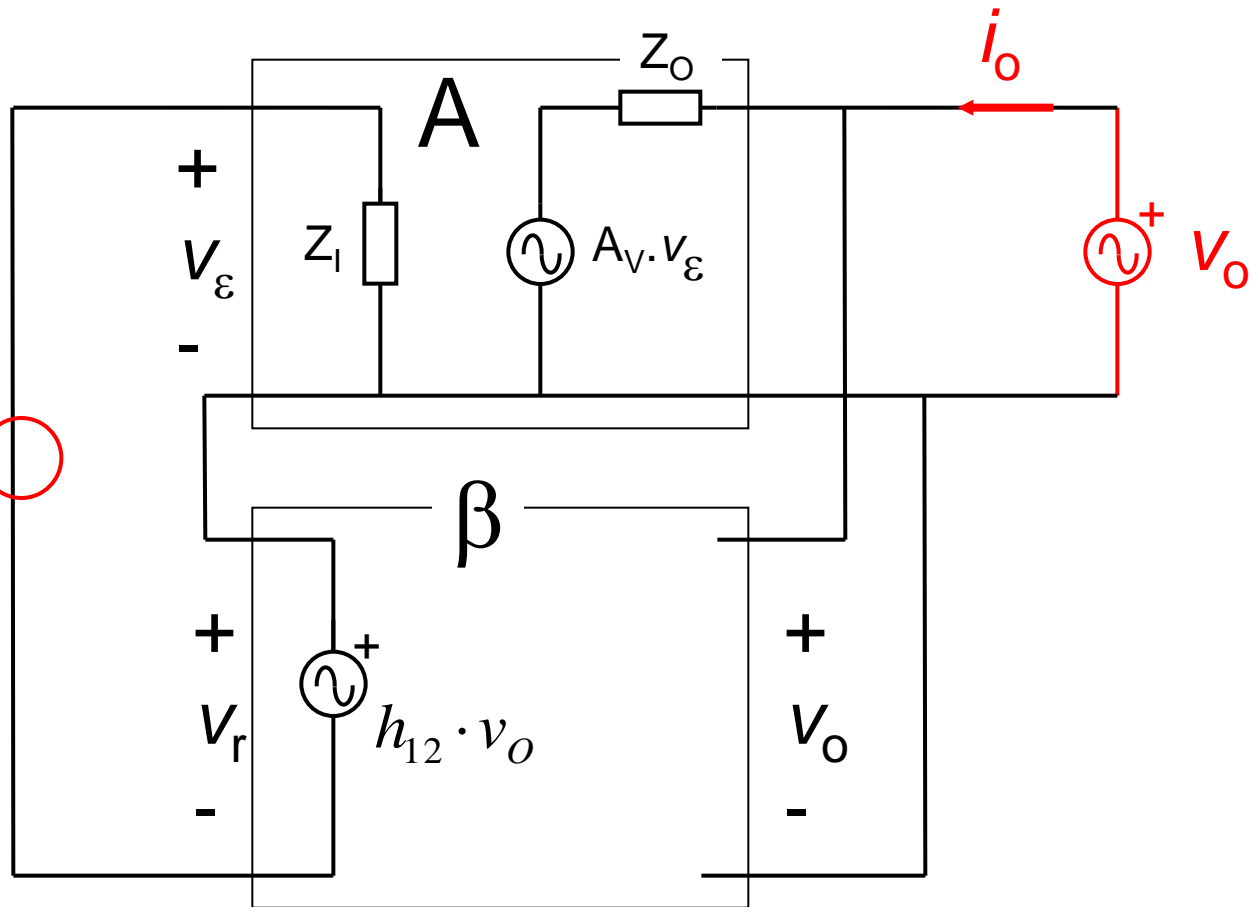 i_o
Z_O
A
+
v_ε
-
Z_I
A_V.v_ε
+
v_o
β
+
v_r
-
+
h_12 · v_O
+
v_o
-